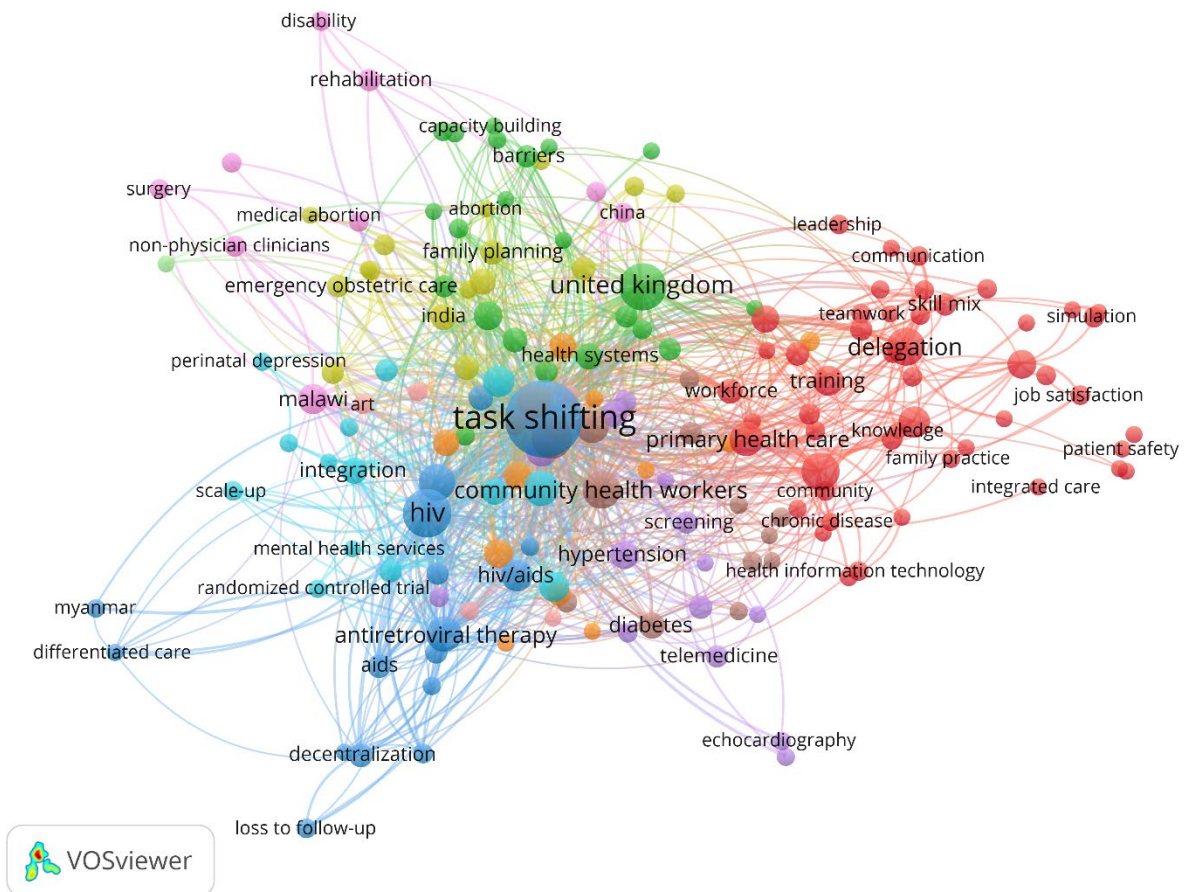 disability
rehabilitation
capacity building
barriers
surgery
medical abortion
abortion
china
leadership
non-physician clinicians
family planning
communication
emergency obstetric care
united kingdom
skill mix
india
teamwork
simulation
perinatal depression
health systems
delegation
workforce
training
job satisfaction
malawi
art
task shifting
primary health care
knowledge
patient safety
family practice
integration
integrated care
scale-up
community health workers
community
hiv
screening
chronic disease
mental health services
hypertension
health information technology
randomized controlled trial
hiv/aids
myanmar
differentiated care
antiretroviral therapy
diabetes
aids
telemedicine
echocardiography
decentralization
loss to follow-up
VOSviewer